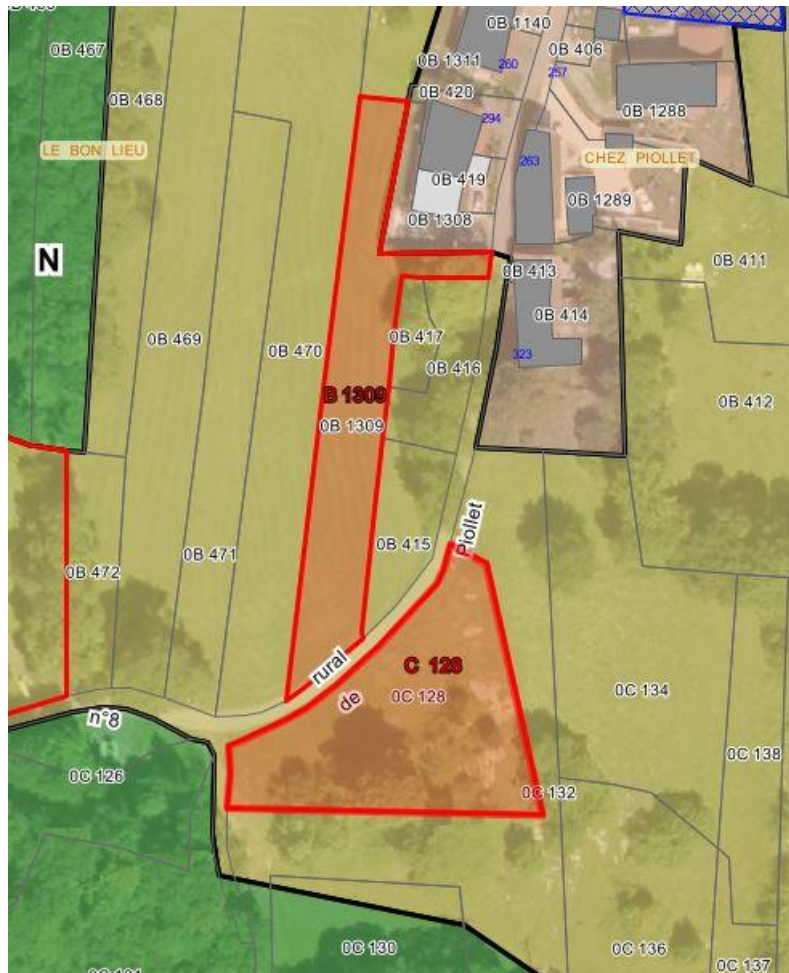 0B 1140
0B 467
0B 406
0B 1311
260
257
0B 468
0B 420
0B 1288
294
LE BON LIEU
263
CHEZ PIOLLET
0B 419
0B 1289
0B 1308
N
0B 411
0B 413
0B 414
0B 417
0B 469
0B 470
323
0B 416
B 1309
0B 412
0B 1309
Piollet
0B 415
0B 471
0B 472
rural
C 128
0C 134
0C 128
de
n°8
0C 138
0C 126
0C 132
0C 130
0C 136
0C 137